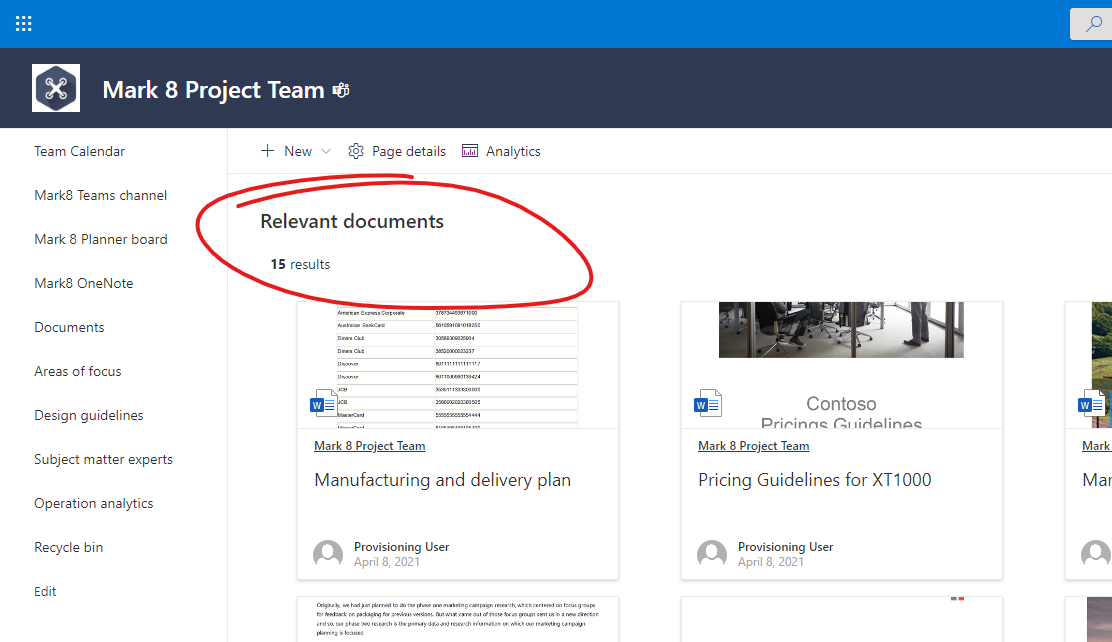 Mark 8 Project Team
Team Calendar
Mark8 Teams channel
Mark 8 Planner board
Mark8 OneNote
Documents
Areas of focus
Design guidelines
Subject matter experts
Operation analytics
Recycle bin
Edit
New
Page details
Analytics
Relevant documents
15 results
American Express Corporate 378734493671000
Australian BankCard 5610591081018250
Diners Club 30569309025904
Diners Club 38520000023237
Discover 6011111111111117
Discover 6011000990139424
JCB 3530111333300000
JCB 3566002020360505
MasterCard 5555555555554444
MasterCard
W
Mark 8 Project Team
Manufacturing and delivery plan
Provisioning User
April 8, 2021
Contoso
Pricings Guidelines
W
Mark 8 Project Team
Pricing Guidelines for XT1000
Provisioning User
April 8, 2021
W
Mark
Mar
Originally, we had just planned to do the phase one marketing campaign research, which centered on focus groups
for feedback on packaging for previous versions. But what came out of those focus groups sent us in a new direction
and so, our phase two research is the primary data and research information on which our marketing campaign
planning is focused.